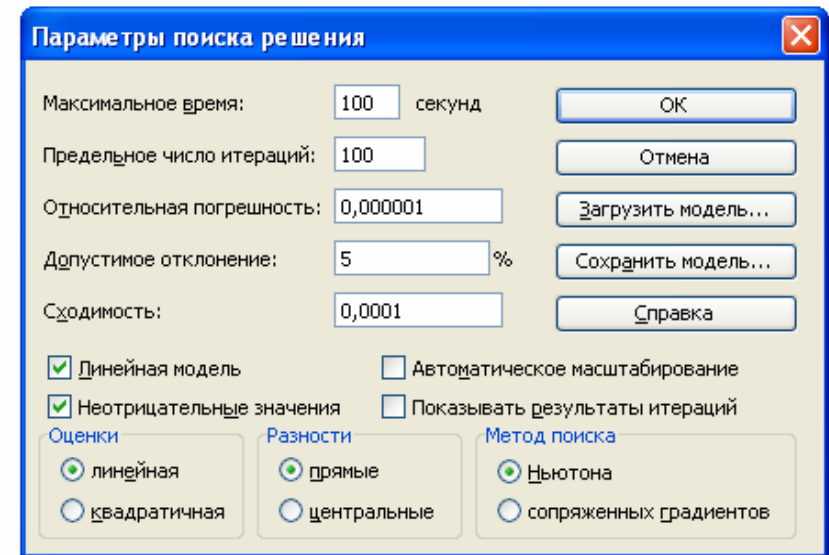 Параметры поиска решения
Максимальное время: 100 секунд ОК
Предельное число итераций: 100 Отмена
Относительная погрешность: 0,000001 Загрузить модель...
Допустимое отклонение: 5 % Сохранить модель...
Сходимость: 0,0001 Справка
Линейная модель Автоматическое масштабирование
Неотрицательные значения Показывать результаты итераций
Оценки Разности Метод поиска
линейная прямые Ньютона
квадратичная центральные сопряженных градиентов